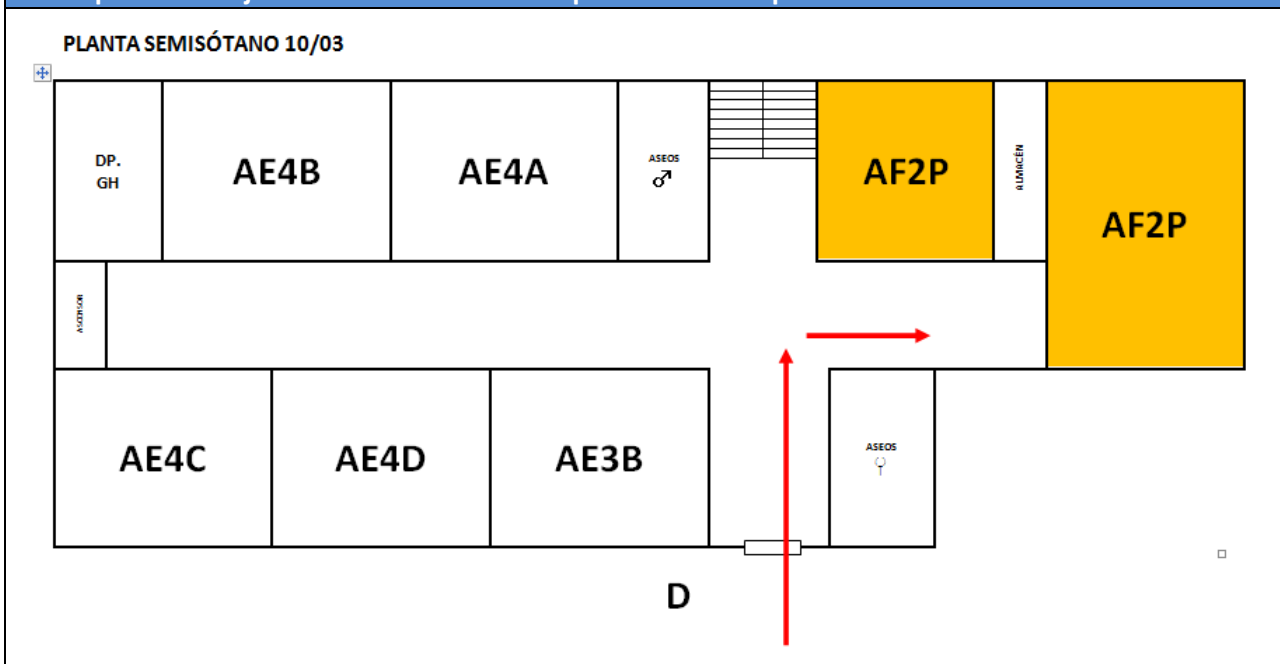 PLANTA SEMISÓTANO 10/03
DP.
GH
AE4B
AE4A
ASEOS
AF2P
ALMACÉN
AF2P
ASCENSOR
AE4C
AE4D
AE3B
ASEOS
D